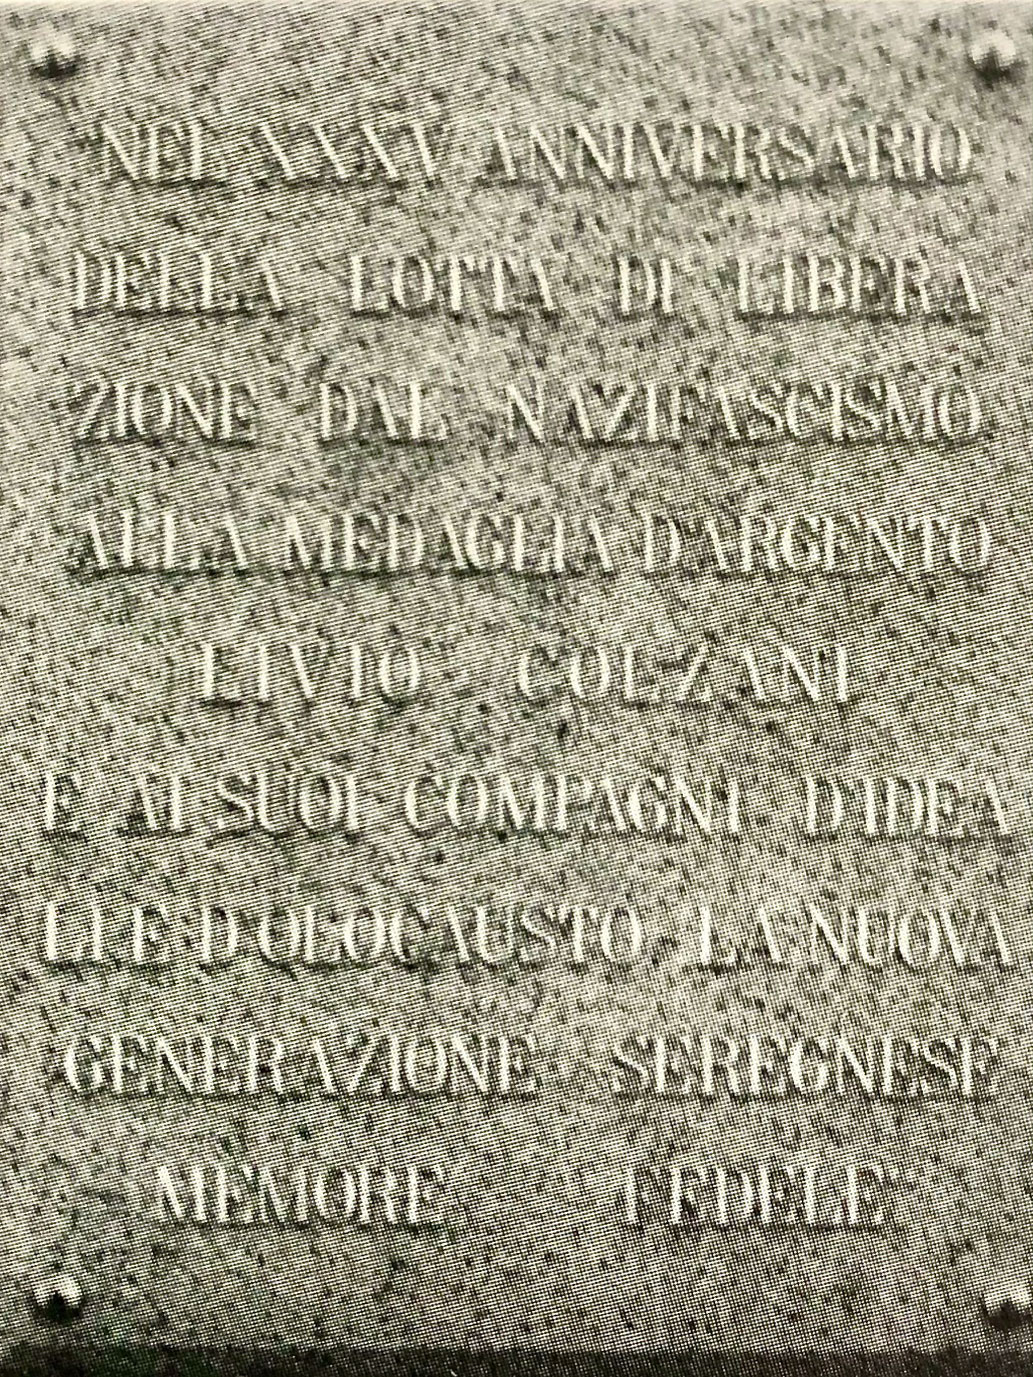 NEL XXXV ANNIVERSARIO
DELLA LOTTA DI LIBERA
ZIONE DAL NAZIFASCISMO
ALLA MEDAGLIA D'ARGENTO
LIVIO COLZANI
E AI SUOI COMPAGNI D'IDEA
LI E D'OLOCAUSTO LA NUOVA
GENERAZIONE SEREGNESE
MEMORE FEDELE